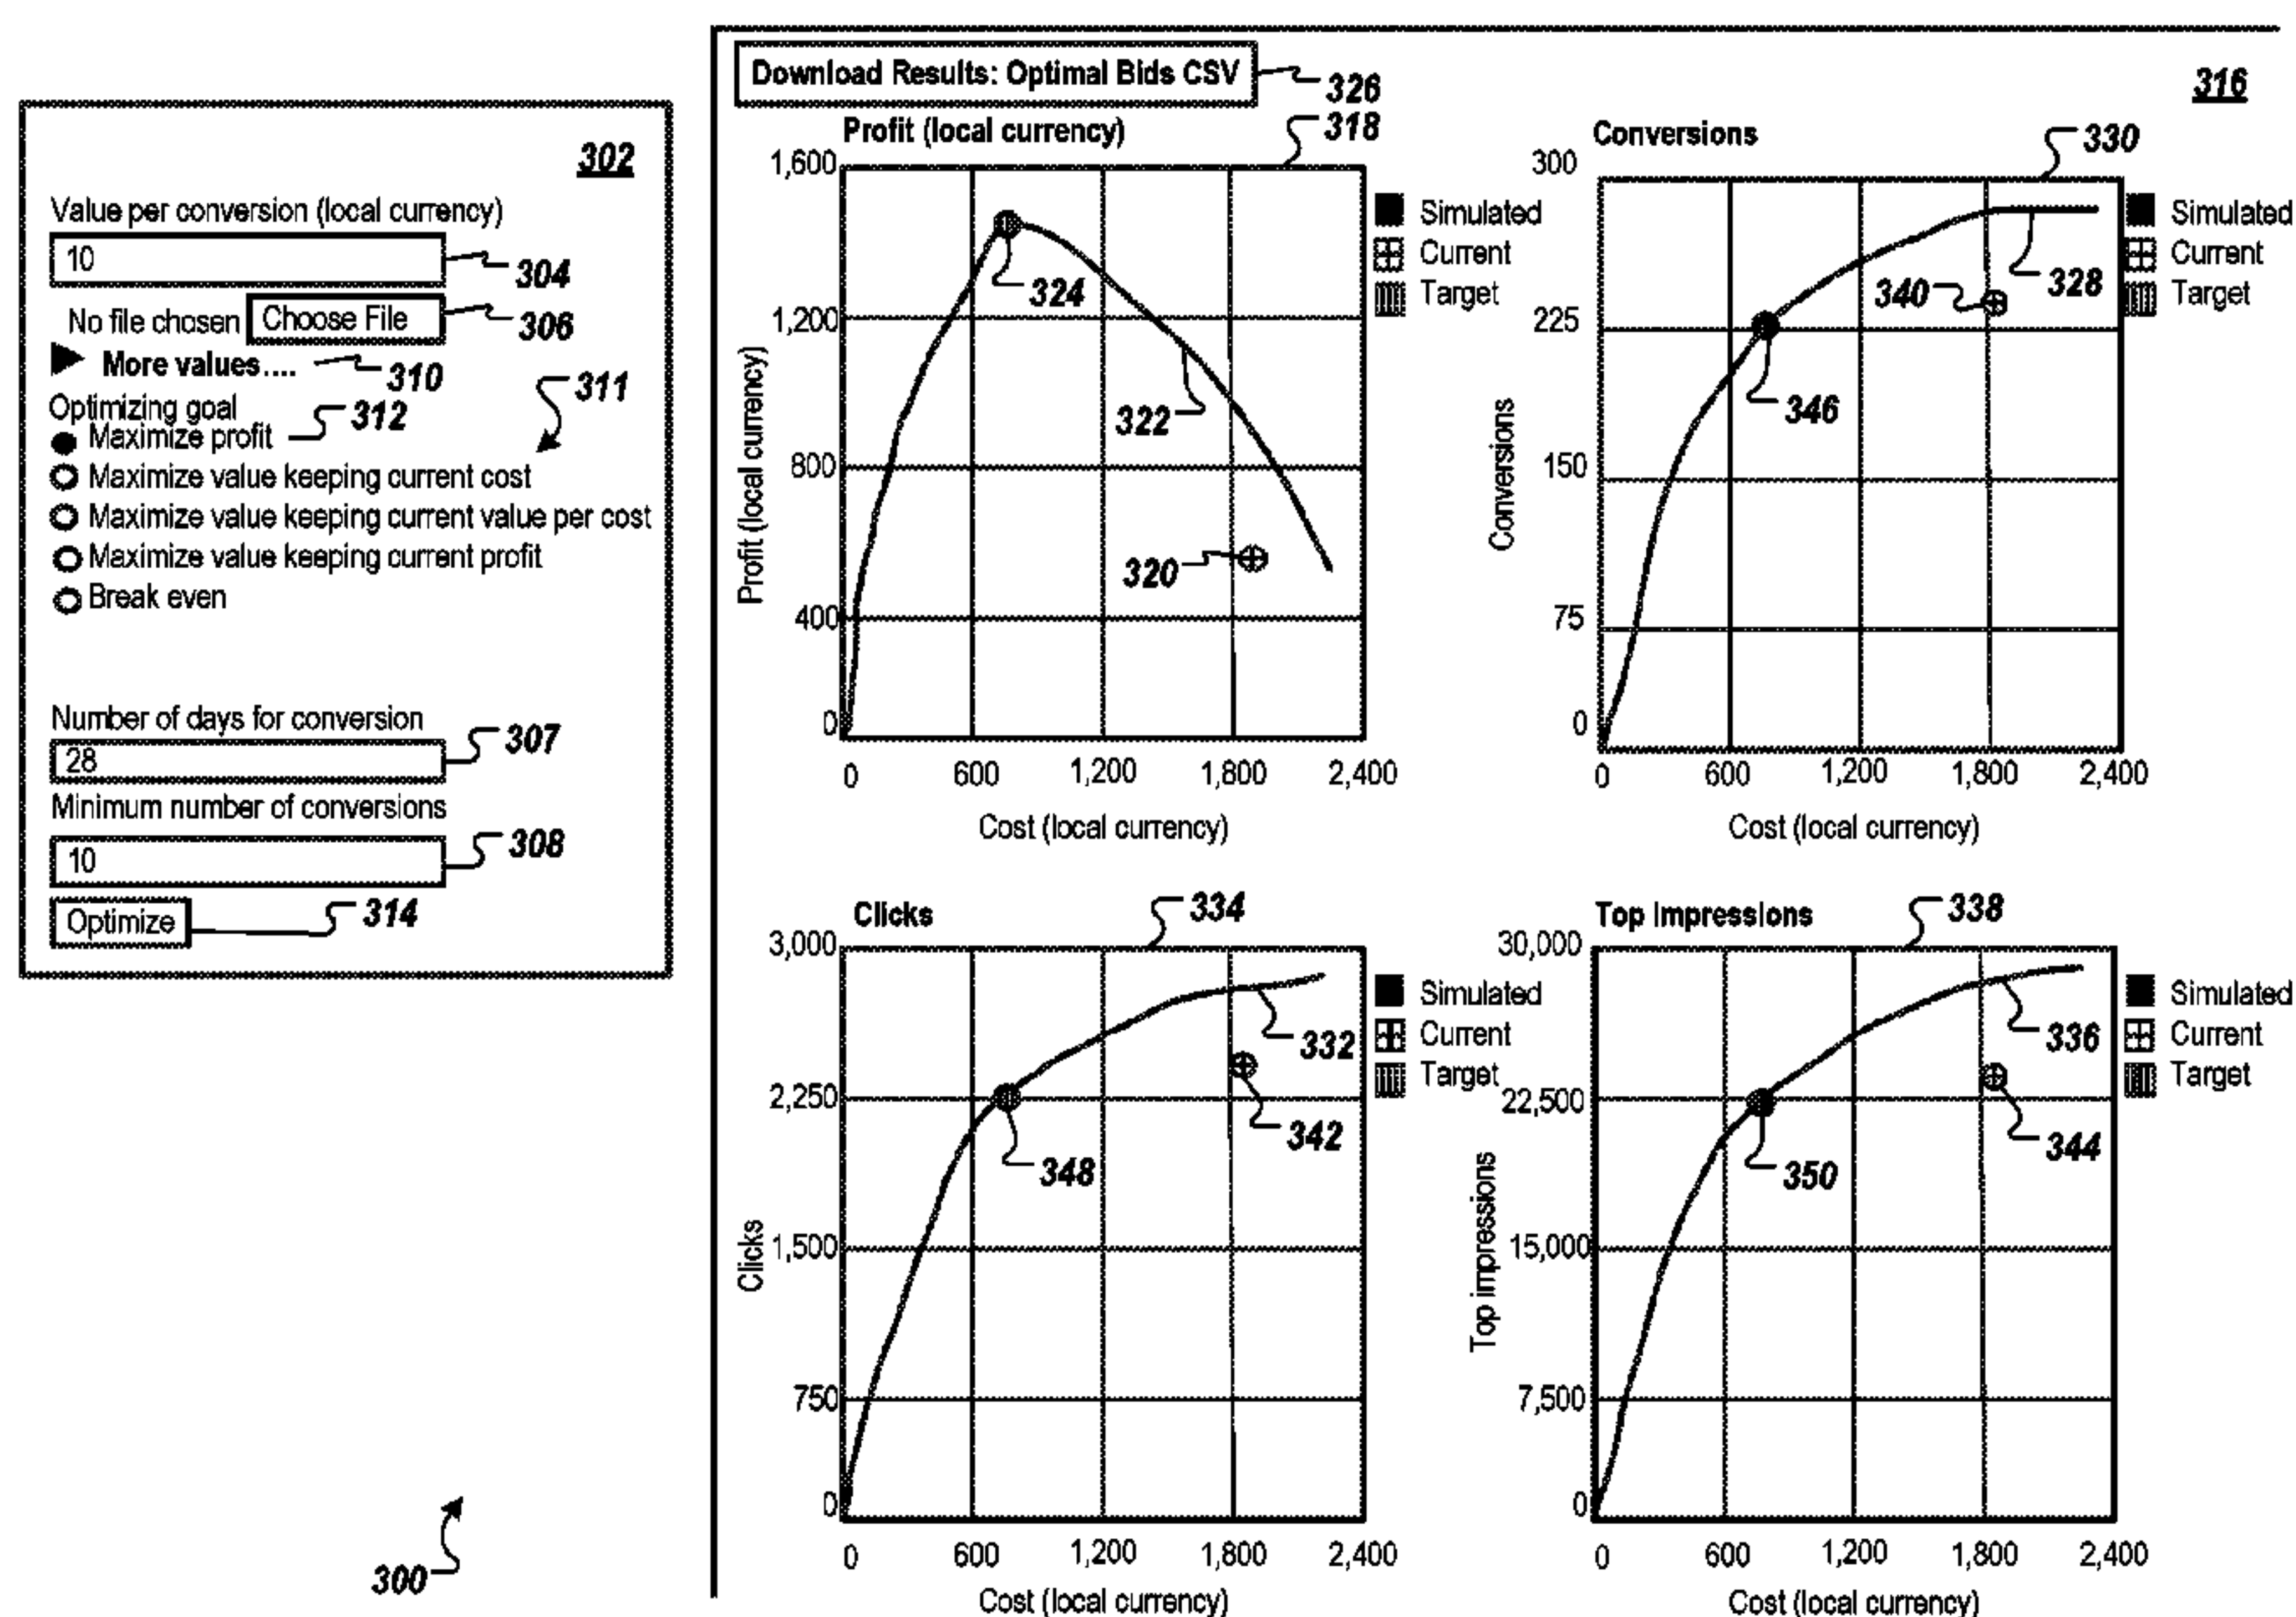 302
Value per conversion (local currency)
10
304
No file chosen Choose File
306
More values....
310
311
Optimizing goal
312
Maximize profit
Maximize value keeping current cost
Maximize value keeping current value per cost
Maximize value keeping current profit
Break even
Number of days for conversion
307
28
Minimum number of conversions
308
10
Optimize
314
300
316
Download Results: Optimal Bids CSV
326
Profit (local currency)
318
1,600
1,200
800
400
0
Profit (local currency)
324
322
320
Simulated
Current
Target
0 600 1,200 1,800 2,400
Cost (local currency)
Conversions
330
300
225
150
75
0
Conversions
340
328
346
Simulated
Current
Target
0 600 1,200 1,800 2,400
Cost (local currency)
Clicks
334
3,000
2,250
1,500
750
0
Clicks
332
342
348
Simulated
Current
Target
0 600 1,200 1,800 2,400
Cost (local currency)
Top Impressions
338
30,000
22,500
15,000
7,500
0
Top impressions
336
344
350
Simulated
Current
Target
0 600 1,200 1,800 2,400
Cost (local currency)